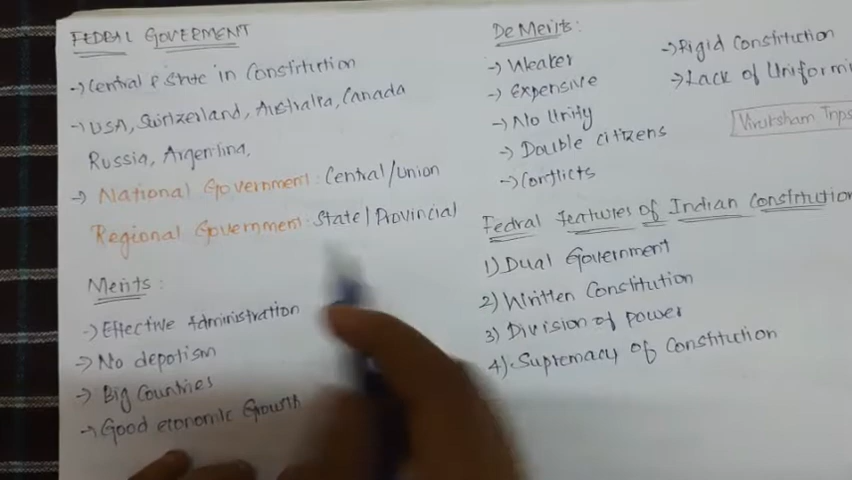 FEDRAL GOVERMENT
-> Central & State in Constitution
-> USA, Switzerland, Australia, Canada
Russia, Argentina,
-> National Government: Central/Union
Regional Government: State/Provincial
Merits:
-> Effective Administration
-> No depotism
-> Big Countries
-> Good economic Growth
DeMerits:
-> Weaker
-> Expensive
-> No Unity
-> Double citizens
-> Conflicts
-> Rigid Constitution
-> Lack of Uniformi
Vruksham Tnps
Fedral features of Indian Constitution
1) Dual Government
2) Written Constitution
3) Division of power
4). Supremacy of Constitution